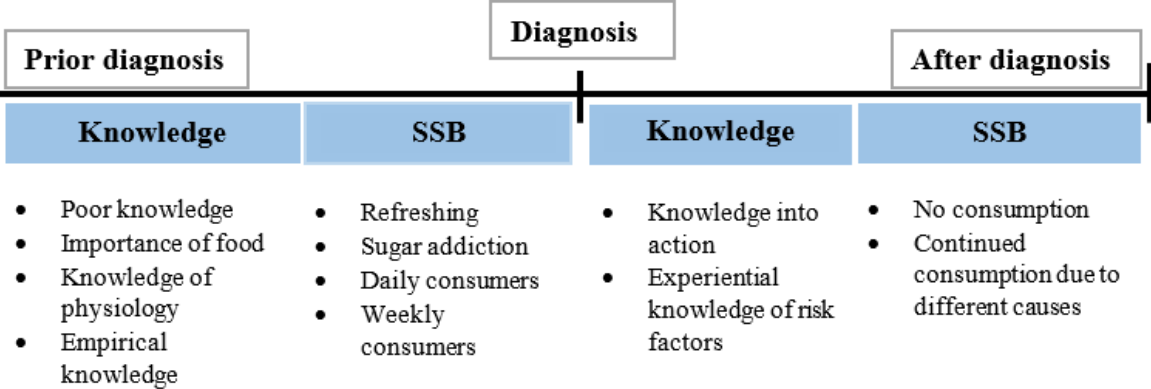 Diagnosis
Prior diagnosis
After diagnosis
Knowledge
SSB
Knowledge
SSB
• Poor knowledge
• Importance of food
• Knowledge of
physiology
• Empirical
knowledge
• Refreshing
• Sugar addiction
• Daily consumers
• Weekly
consumers
• Knowledge into
action
• Experiential
knowledge of risk
factors
• No consumption
• Continued
consumption due to
different causes